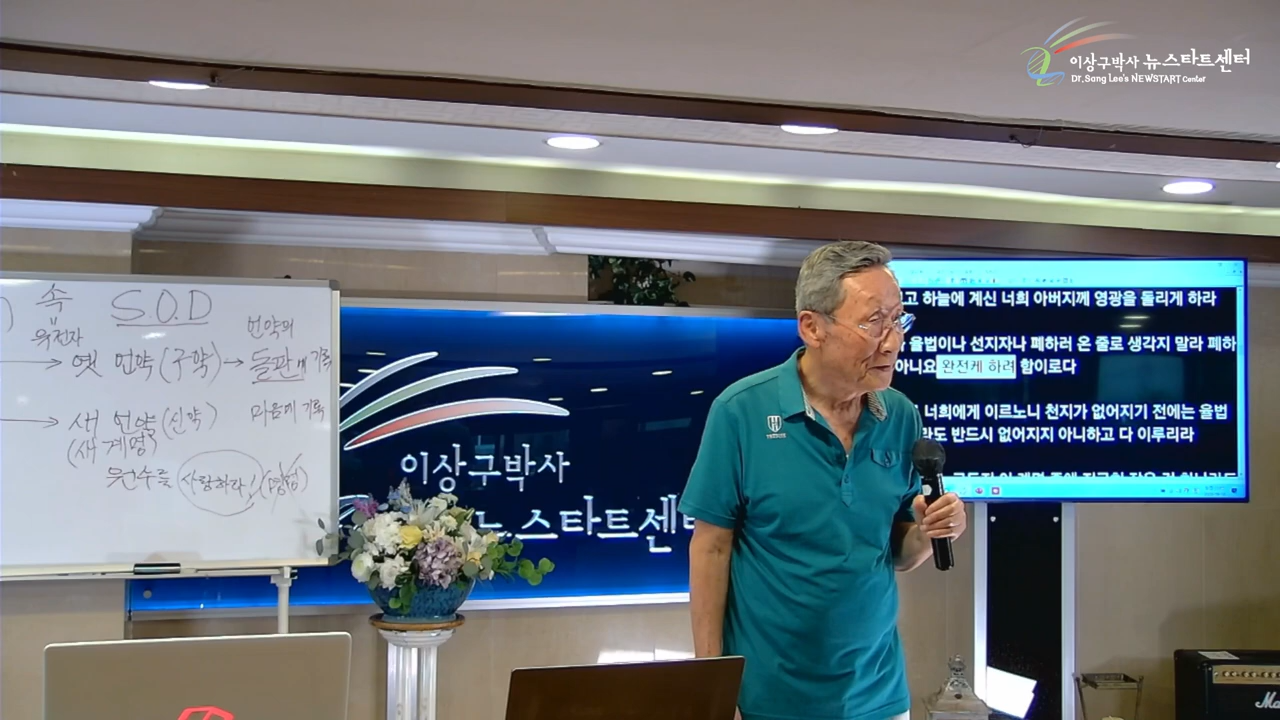 이상구박사 뉴스타트센터
Dr. Sang Lee's NEWSTART Center
속 S.O.D
유전자
언약의
옛 언약(구약) → 돌판에 기록
새 언약(신약) 마음에 기록
(새 계명)
원수를 사랑하라! (명령)
이상구박사
뉴스타트센터
고 하늘에 계신 너희 아버지께 영광을 돌리게 하라
율법이나 선지자나 폐하러 온 줄로 생각지 말라 폐하
아니요 완전케 하려 함이로다
너희에게 이르노니 천지가 없어지기 전에는 율법
라도 반드시 없어지지 아니하고 다 이루리라